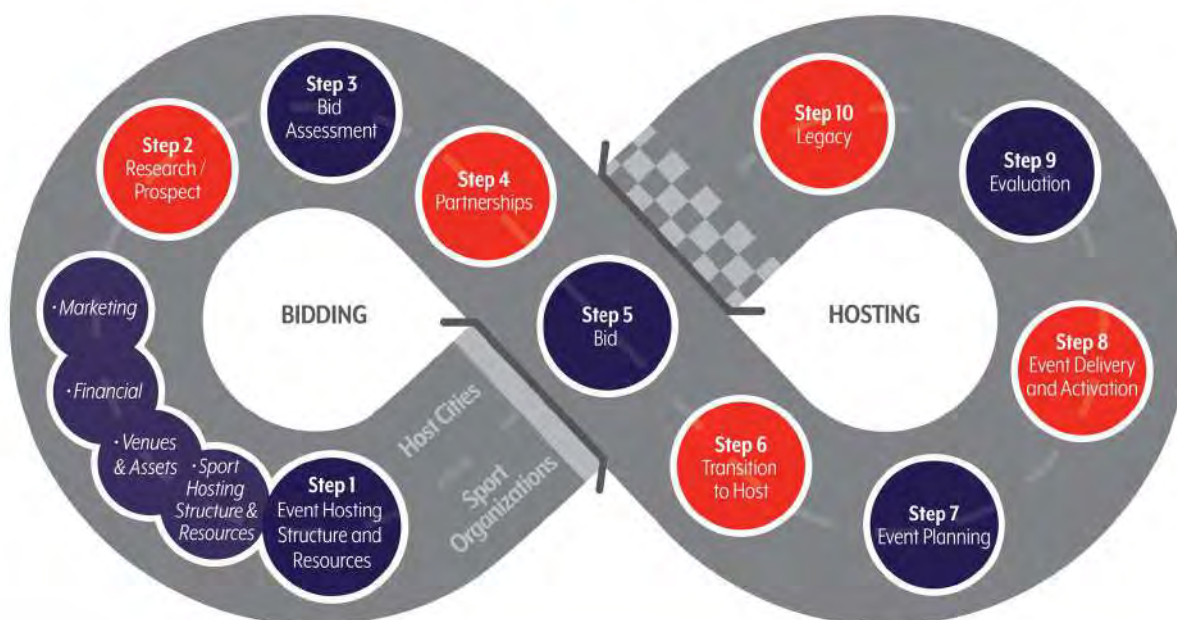 Step 1
Event Hosting
Structure and
Resources
· Sport
Hosting
Structure &
Resources
· Venues
& Assets
· Financial
· Marketing
Step 2
Research /
Prospect
Step 3
Bid
Assessment
Step 4
Partnerships
Step 5
Bid
BIDDING
Host Cities
Sport
Organizations
Step 6
Transition
to Host
Step 7
Event Planning
Step 8
Event Delivery
and Activation
Step 9
Evaluation
Step 10
Legacy
HOSTING